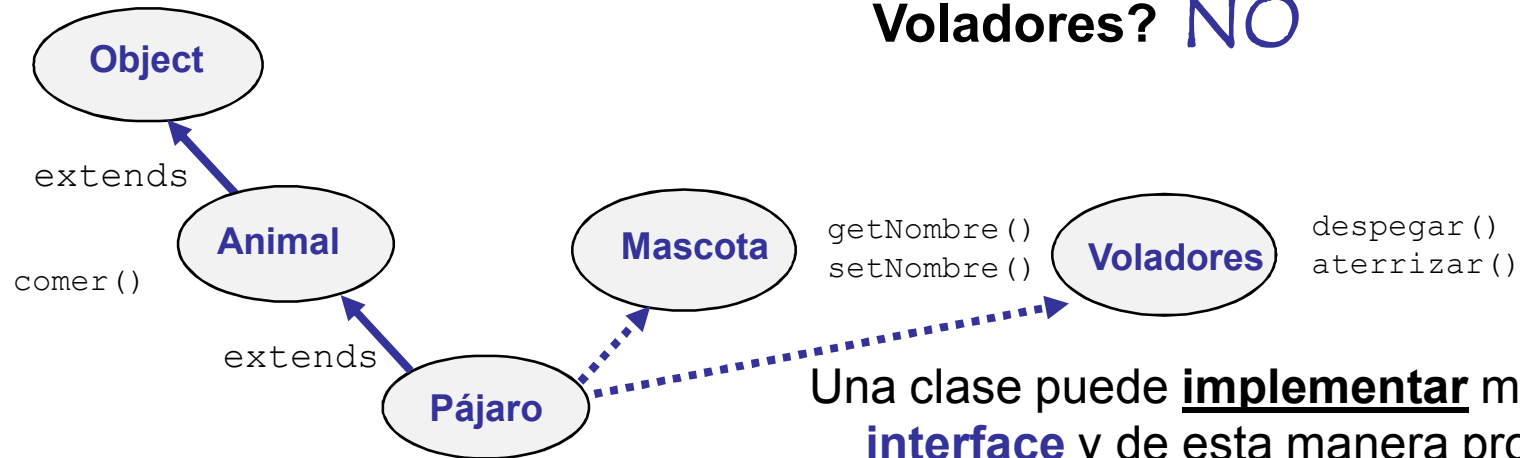 Voladores? NO
Object
extends
Animal
comer()
Mascota
getNombre()
setNombre()
Voladores
despegar()
aterrizar()
extends
Pájaro
Una clase puede implementar m
interface y de esta manera pro